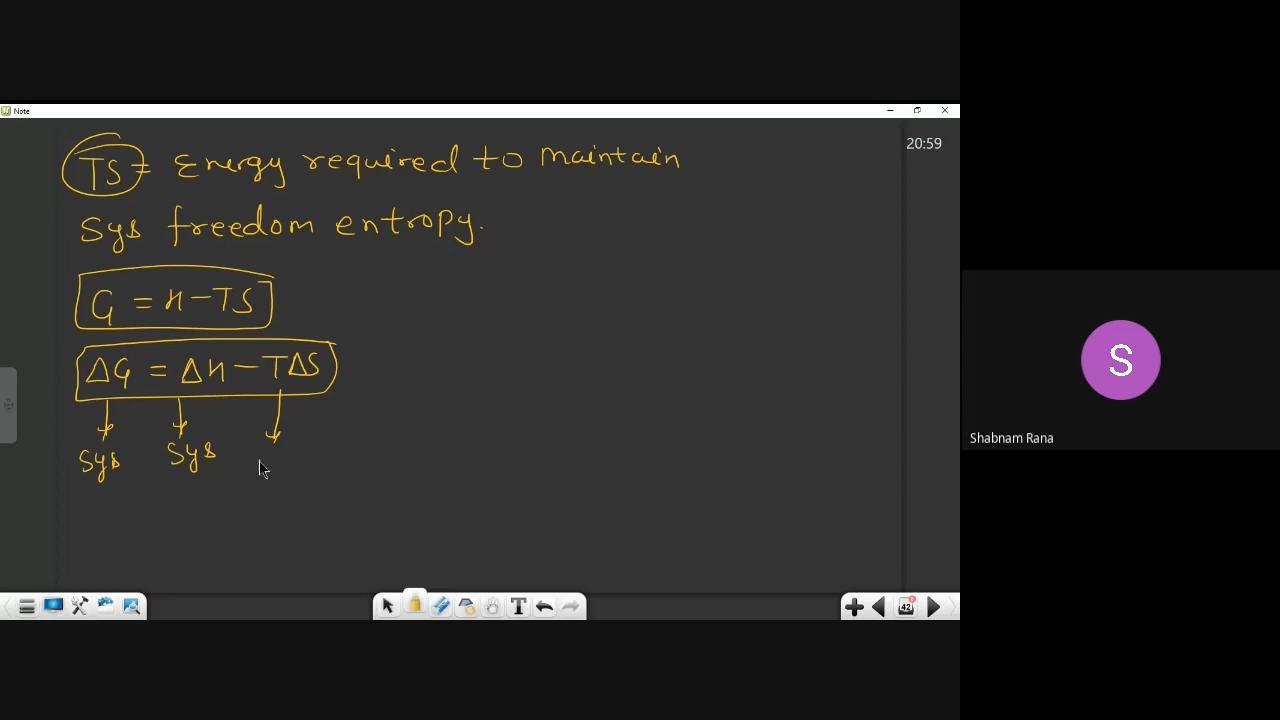 Note
20:59
TS = Energy required to maintain
Sys freedom entropy.
G = H - TS
ΔG = ΔH - TΔS
Sys Sys
S
Shabnam Rana
T
42